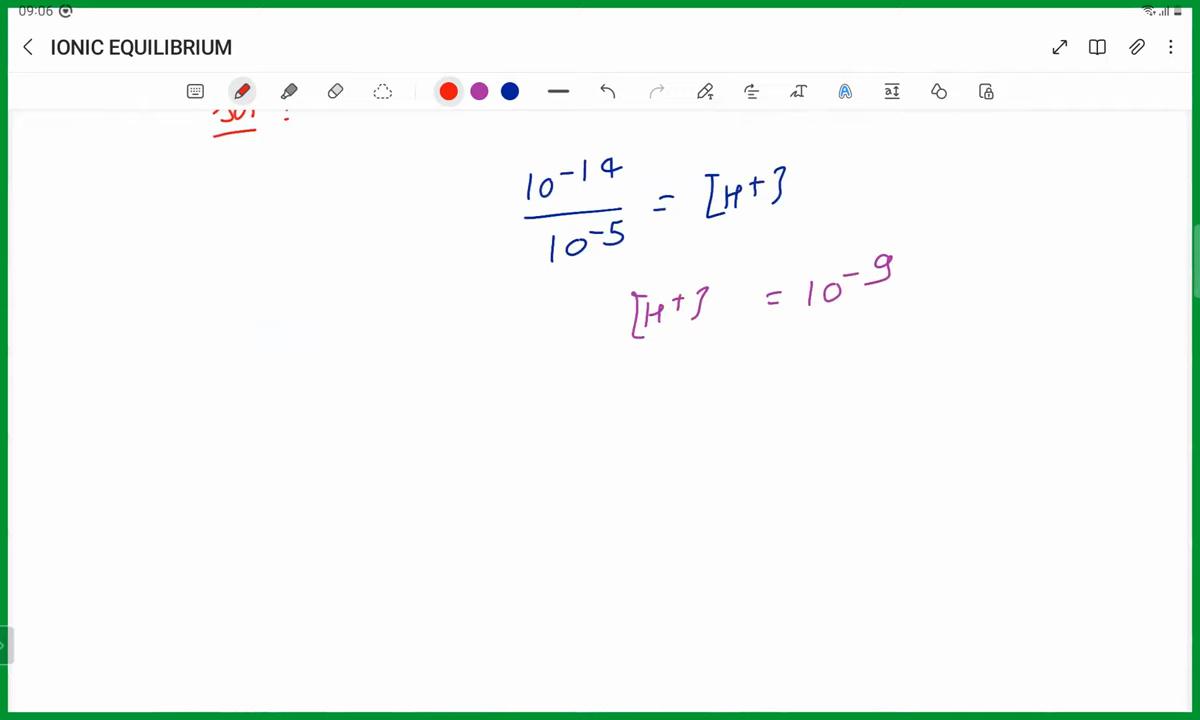 09:06
IONIC EQUILIBRIUM
10⁻¹⁴
———— = [H⁺]
10⁻⁵
[H⁺] = 10⁻⁹